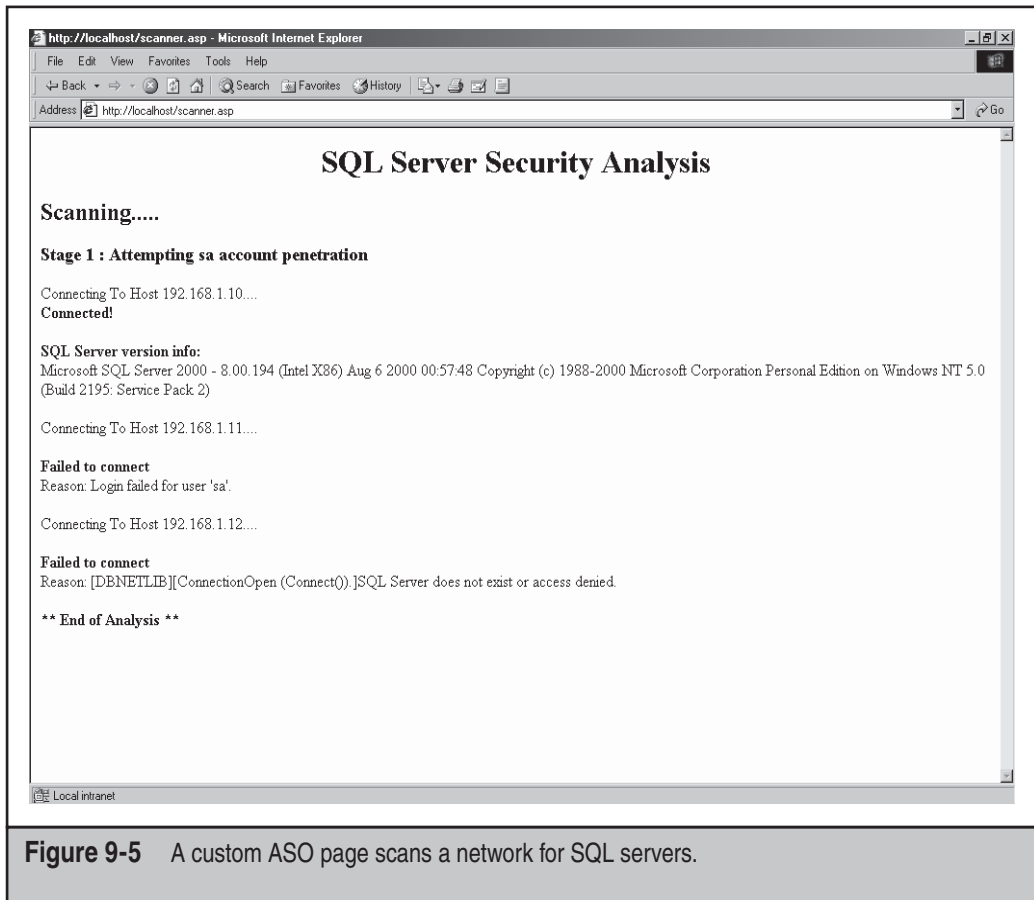 http://localhost/scanner.asp - Microsoft Internet Explorer
File Edit View Favorites Tools Help
Back Search Favorites History
Address http://localhost/scanner.asp Go
SQL Server Security Analysis
Scanning.....
Stage 1 : Attempting sa account penetration
Connecting To Host 192.168.1.10....
Connected!
SQL Server version info:
Microsoft SQL Server 2000 - 8.00.194 (Intel X86) Aug 6 2000 00:57:48 Copyright (c) 1988-2000 Microsoft Corporation Personal Edition on Windows NT 5.0
(Build 2195: Service Pack 2)
Connecting To Host 192.168.1.11....
Failed to connect
Reason: Login failed for user 'sa'.
Connecting To Host 192.168.1.12....
Failed to connect
Reason: [DBNETLIB][ConnectionOpen (Connect()).]SQL Server does not exist or access denied.
** End of Analysis **
Local intranet
Figure 9-5 A custom ASO page scans a network for SQL servers.